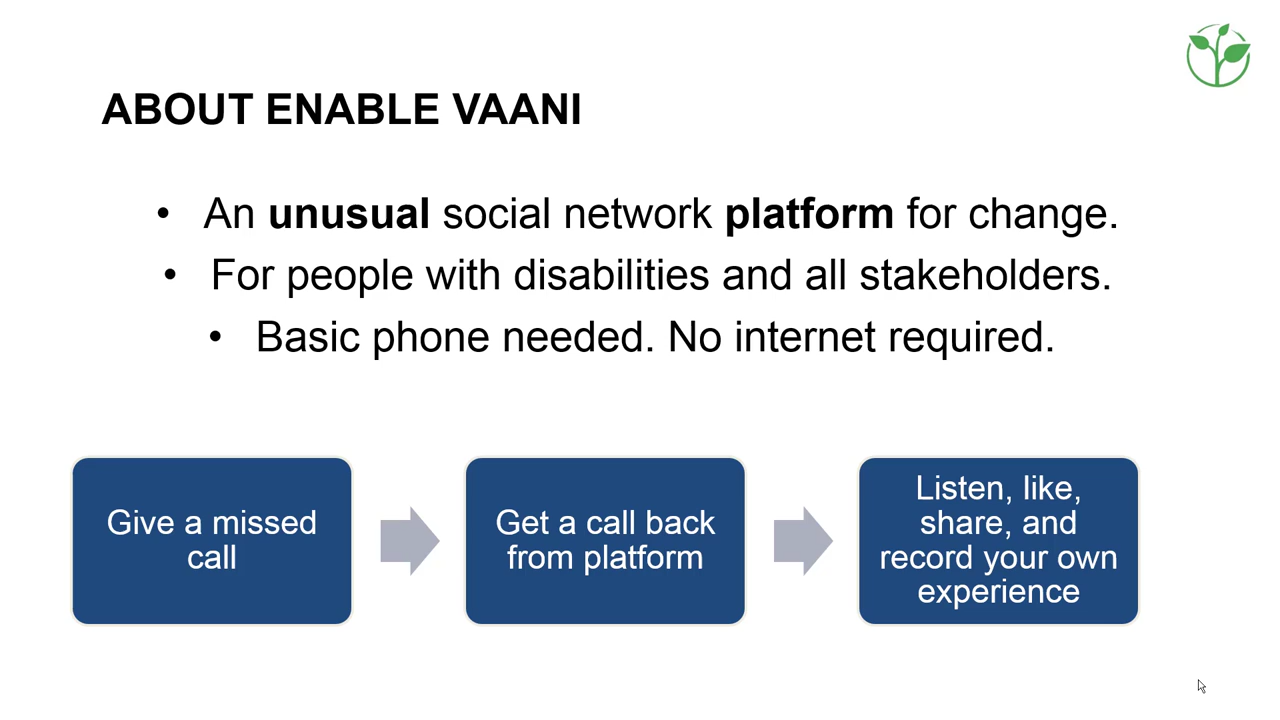 ABOUT ENABLE VAANI
• An unusual social network platform for change.
• For people with disabilities and all stakeholders.
• Basic phone needed. No internet required.
Give a missed
call
Get a call back
from platform
Listen, like,
share, and
record your own
experience